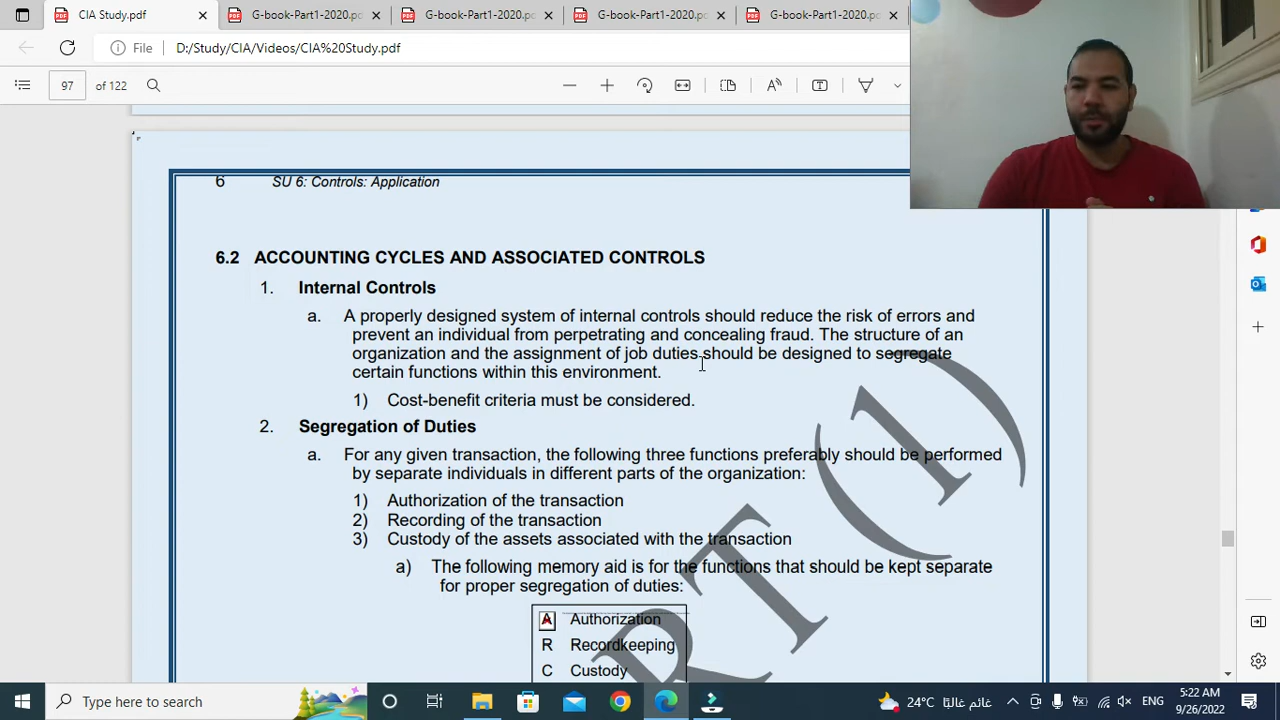 CIA Study.pdf
G-book-Part1-2020.pd
G-book-Part1-2020.pd
G-book-Part1-2020.pd
G-book-Part1-2020.pd
File D:/Study/CIA/Videos/CIA%20Study.pdf
97 of 122
6 SU 6: Controls: Application
6.2 ACCOUNTING CYCLES AND ASSOCIATED CONTROLS
1. Internal Controls
a. A properly designed system of internal controls should reduce the risk of errors and
prevent an individual from perpetrating and concealing fraud. The structure of an
organization and the assignment of job duties should be designed to segregate
certain functions within this environment.
1) Cost-benefit criteria must be considered.
2. Segregation of Duties
a. For any given transaction, the following three functions preferably should be performed
by separate individuals in different parts of the organization:
1) Authorization of the transaction
2) Recording of the transaction
3) Custody of the assets associated with the transaction
a) The following memory aid is for the functions that should be kept separate
for proper segregation of duties:
A Authorization
R Recordkeeping
C Custody
RT (1)
Type here to search
24°C غائم غالبًا
ENG
5:22 AM
9/26/2022